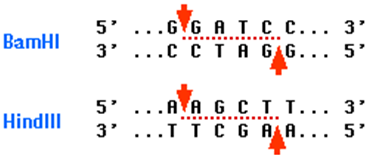 5’ ...G G A T C C... 3’
BamHI
3’ ...C C T A G G... 5’
5’ ...A A G C T T... 3’
HindIII
3’ ...T T C G A A... 5’